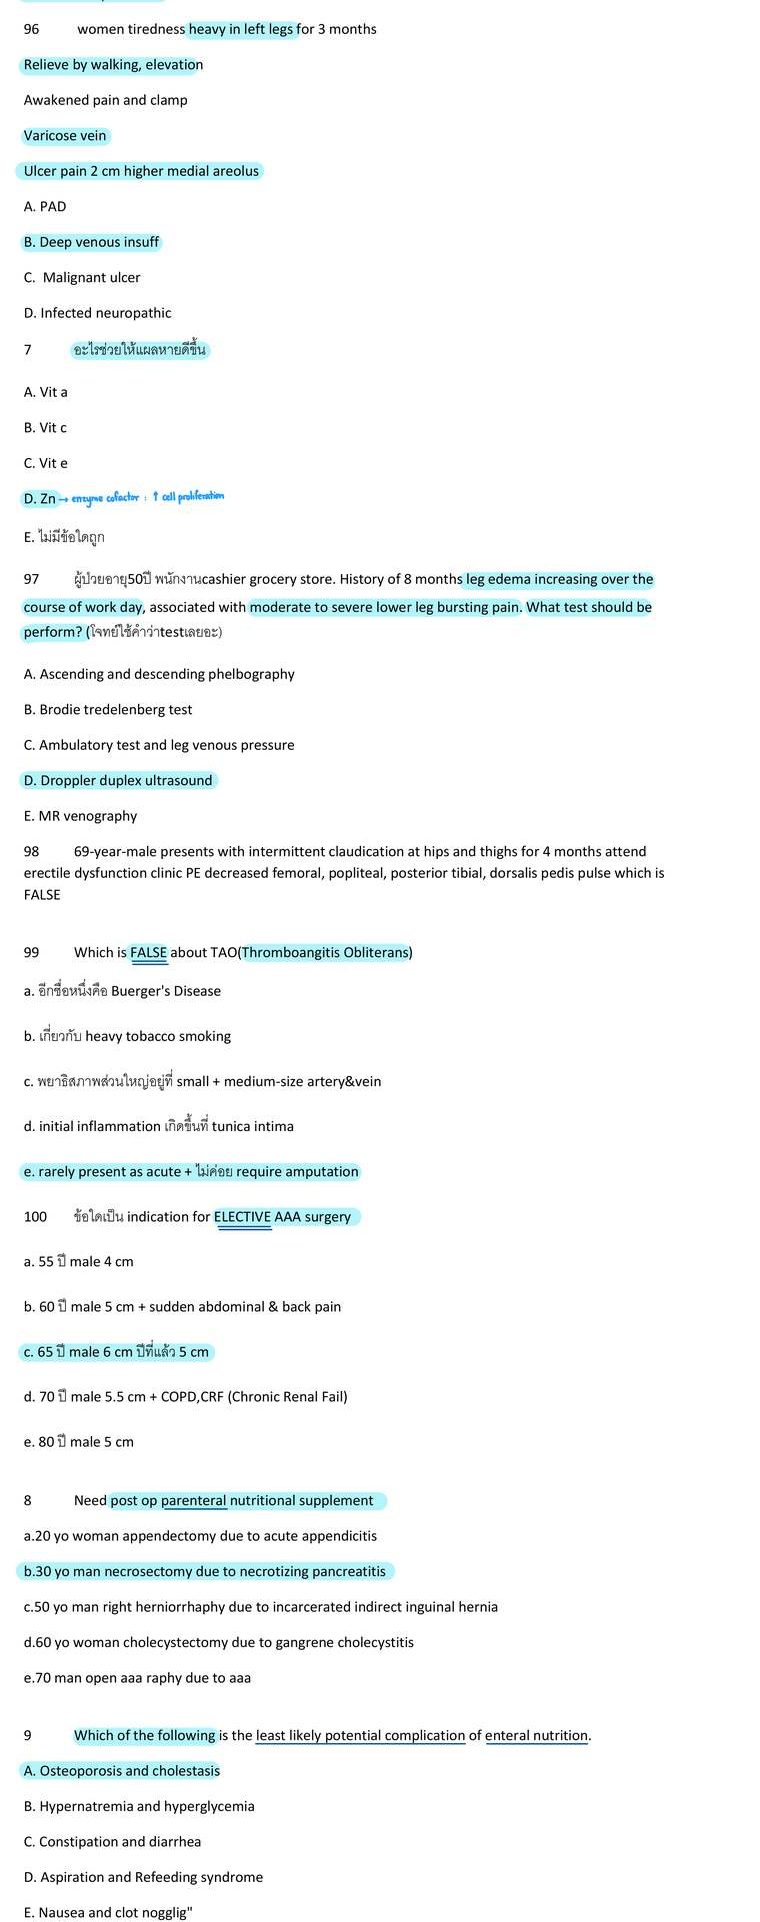 96 women tiredness heavy in left legs for 3 months
Relieve by walking, elevation
Awakened pain and clamp
Varicose vein
Ulcer pain 2 cm higher medial areolus
A. PAD
B. Deep venous insuff
C. Malignant ulcer
D. Infected neuropathic
7 อะไรช่วยให้แผลหายดีขึ้น
A. Vit a
B. Vit c
C. Vit e
D. Zn → enzyme cofactor : ↑ cell proliferation
E. ไม่มีข้อใดถูก
97 ผู้ป่วยอายุ50ปี พนักงานcashier grocery store. History of 8 months leg edema increasing over the
course of work day, associated with moderate to severe lower leg bursting pain. What test should be
perform? (โจทย์ใช้คำว่าtestเลยอะ)
A. Ascending and descending phelbography
B. Brodie tredelenberg test
C. Ambulatory test and leg venous pressure
D. Droppler duplex ultrasound
E. MR venography
98 69-year-male presents with intermittent claudication at hips and thighs for 4 months attend
erectile dysfunction clinic PE decreased femoral, popliteal, posterior tibial, dorsalis pedis pulse which is
FALSE
99 Which is FALSE about TAO(Thromboangitis Obliterans)
a. อีกชื่อหนึ่งคือ Buerger's Disease
b. เกี่ยวกับ heavy tobacco smoking
c. พยาธิสภาพส่วนใหญ่อยู่ที่ small + medium-size artery&vein
d. initial inflammation เกิดขึ้นที่ tunica intima
e. rarely present as acute + ไม่ค่อย require amputation
100 ข้อใดเป็น indication for ELECTIVE AAA surgery
a. 55 ปี male 4 cm
b. 60 ปี male 5 cm + sudden abdominal & back pain
c. 65 ปี male 6 cm ปีที่แล้ว 5 cm
d. 70 ปี male 5.5 cm + COPD,CRF (Chronic Renal Fail)
e. 80 ปี male 5 cm
8 Need post op parenteral nutritional supplement
a.20 yo woman appendectomy due to acute appendicitis
b.30 yo man necrosectomy due to necrotizing pancreatitis
c.50 yo man right herniorrhaphy due to incarcerated indirect inguinal hernia
d.60 yo woman cholecystectomy due to gangrene cholecystitis
e.70 man open aaa raphy due to aaa
9 Which of the following is the least likely potential complication of enteral nutrition.
A. Osteoporosis and cholestasis
B. Hypernatremia and hyperglycemia
C. Constipation and diarrhea
D. Aspiration and Refeeding syndrome
E. Nausea and clot nogglig"